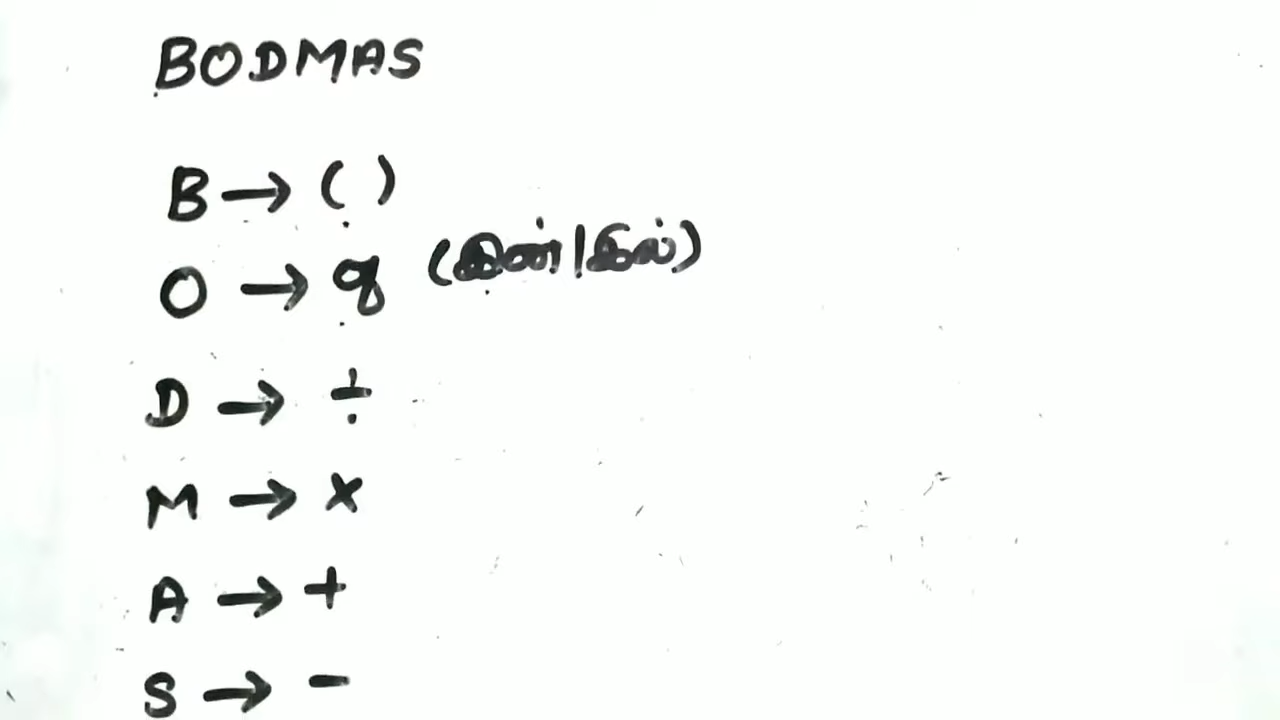 BODMAS
B → ( )
O → of (இன்/இல்)
D → ÷
M → ×
A → +
S → -